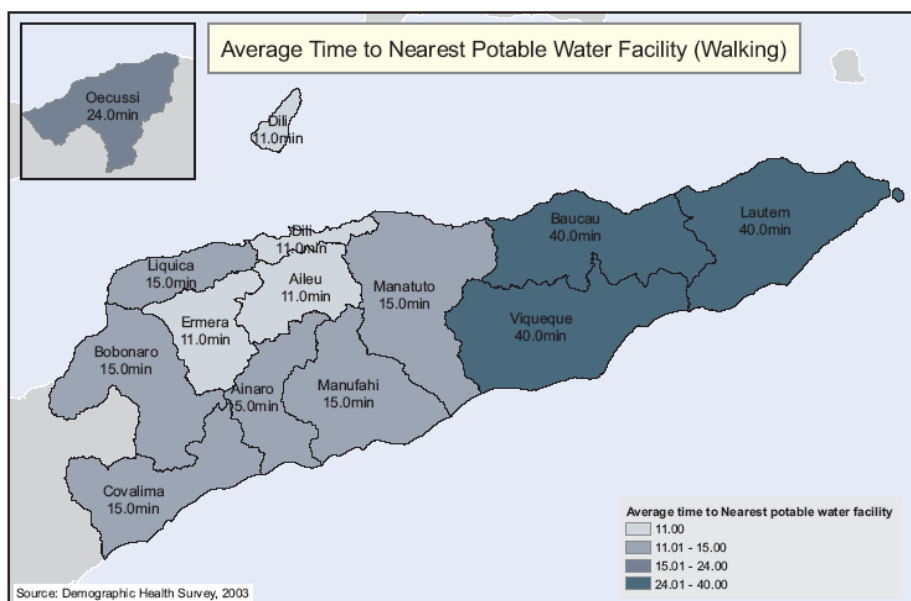 Average Time to Nearest Potable Water Facility (Walking)
Oecussi
24.0min
Dili
11.0min
Baucau
40.0min
Lautem
40.0min
Dili
11.0min
Liquica
15.0min
Aileu
11.0min
Manatuto
15.0min
Ermera
11.0min
Viqueque
40.0min
Bobonaro
15.0min
Ainaro
15.0min
Manufahi
15.0min
Covalima
15.0min
Average time to Nearest potable water facility
11.00
11.01 - 15.00
15.01 - 24.00
24.01 - 40.00
Source: Demographic Health Survey, 2003